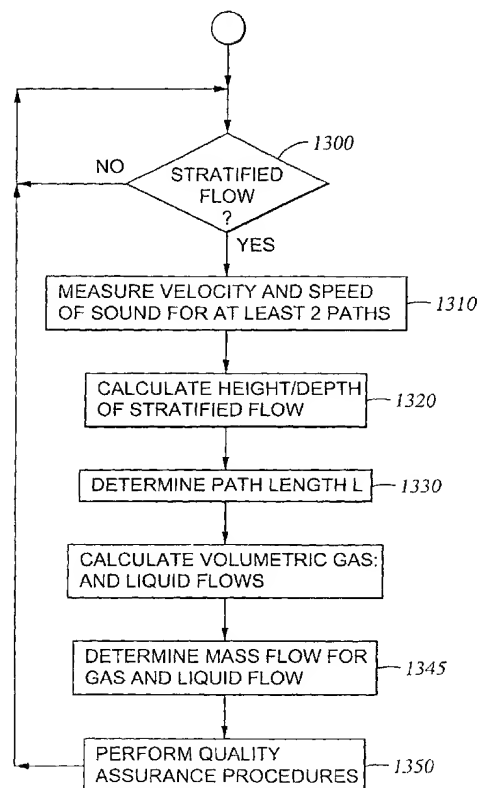 1300
NO
STRATIFIED
FLOW
?
YES
MEASURE VELOCITY AND SPEED
OF SOUND FOR AT LEAST 2 PATHS
1310
CALCULATE HEIGHT/DEPTH
OF STRATIFIED FLOW
1320
DETERMINE PATH LENGTH L
1330
CALCULATE VOLUMETRIC GAS:
AND LIQUID FLOWS
DETERMINE MASS FLOW FOR
GAS AND LIQUID FLOW
1345
PERFORM QUALITY
ASSURANCE PROCEDURES
1350